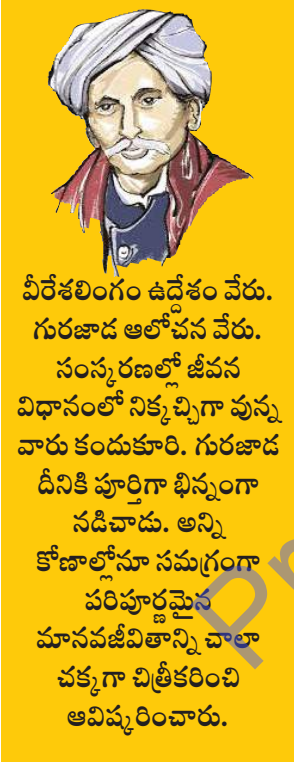 వీరేశలింగం ఉద్దేశం వేరు.
గురజాడ ఆలోచన వేరు.
సంస్కరణల్లో జీవన
విధానంలో నిక్కచ్చిగా వున్న
వారు కందుకూరి. గురజాడ
దీనికి పూర్తిగా భిన్నంగా
నడిచాడు. అన్ని
కోణాల్లోనూ సమగ్రంగా
పరిపూర్ణమైన
మానవజీవితాన్ని చాలా
చక్కగా చిత్రీకరించి
ఆవిష్కరించారు.
Pr